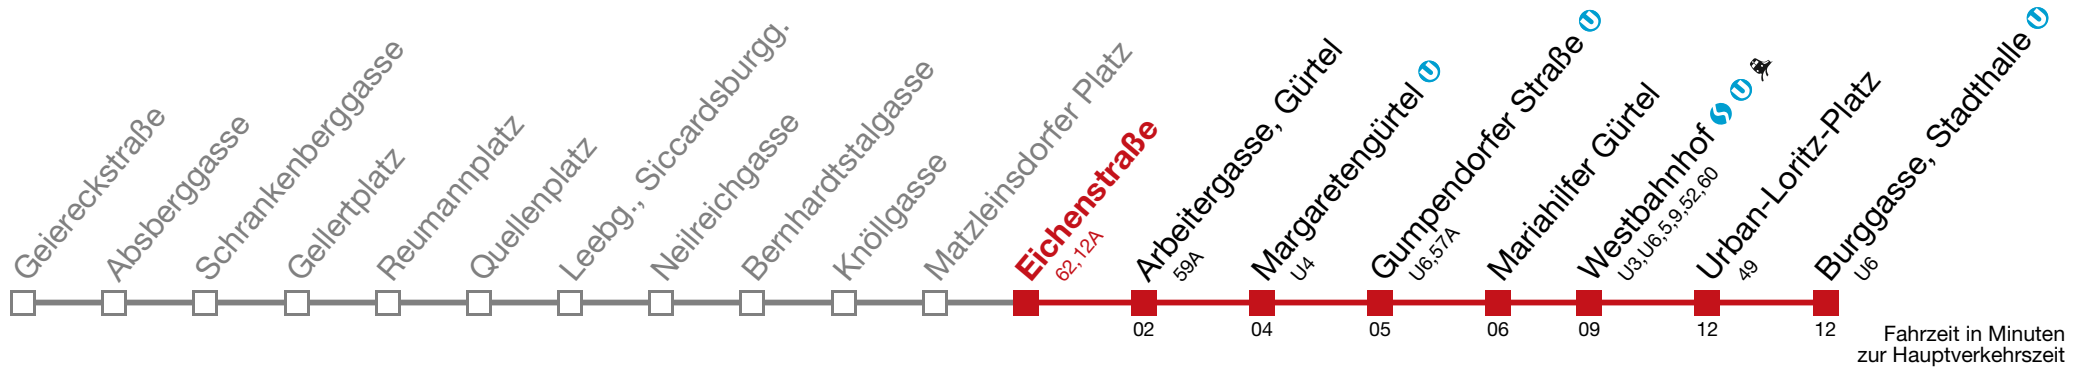 Geiereckstraße
Absberggasse
Schrankenberggasse
Gellertplatz
Reumannplatz
Quellenplatz
Leebg., Siccardsburgg.
Neilreichgasse
Bernhardtstalgasse
Knöllgasse
Matzleinsdorfer Platz
Eichenstraße
62,12A
Arbeitergasse, Gürtel
59A
Margaretengürtel U
U4
Gumpendorfer Straße U
U6,57A
Mariahilfer Gürtel
Westbahnhof S U
U3,U6,5,9,52,60
Urban-Loritz-Platz
49
Burggasse, Stadthalle U
U6
02 04 05 06 09 12 12
Fahrzeit in Minuten
zur Hauptverkehrszeit